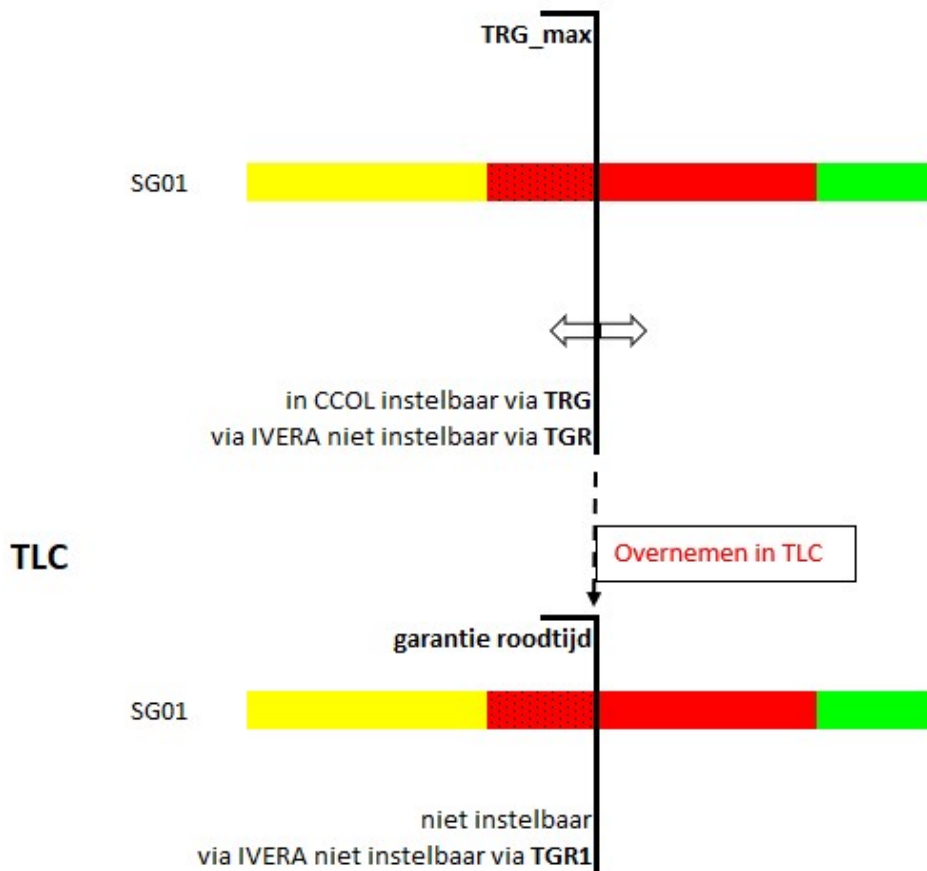 TRG_max
SG01
in CCOL instelbaar via TRG
via IVERA niet instelbaar via TGR
TLC
Overnemen in TLC
garantie roodtijd
SG01
niet instelbaar
via IVERA niet instelbaar via TGR1